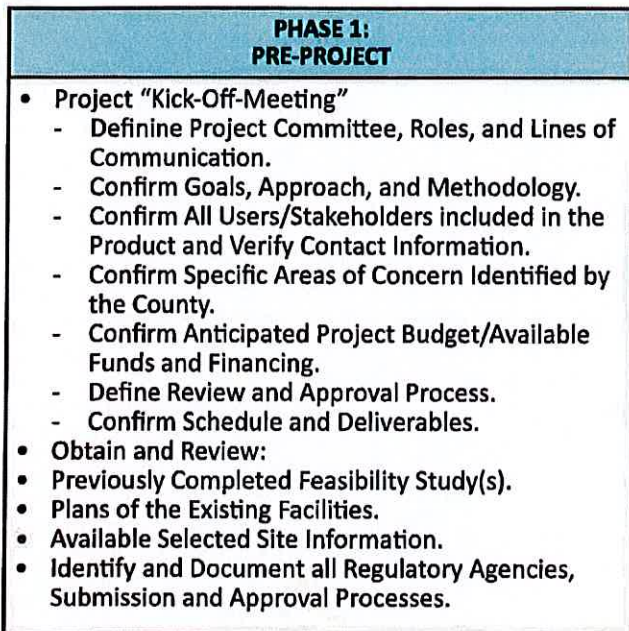 PHASE 1:
PRE-PROJECT
• Project "Kick-Off-Meeting"
- Definine Project Committee, Roles, and Lines of
Communication.
- Confirm Goals, Approach, and Methodology.
- Confirm All Users/Stakeholders included in the
Product and Verify Contact Information.
- Confirm Specific Areas of Concern Identified by
the County.
- Confirm Anticipated Project Budget/Available
Funds and Financing.
- Define Review and Approval Process.
- Confirm Schedule and Deliverables.
• Obtain and Review:
• Previously Completed Feasibility Study(s).
• Plans of the Existing Facilities.
• Available Selected Site Information.
• Identify and Document all Regulatory Agencies,
Submission and Approval Processes.